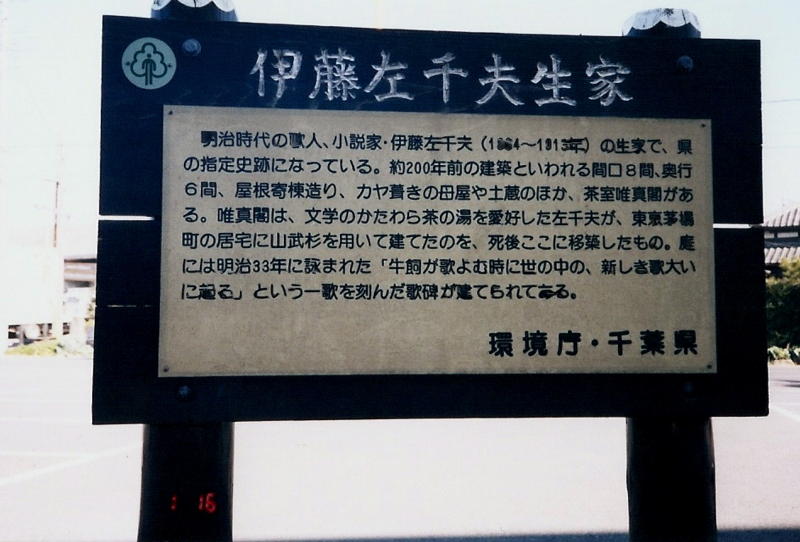 伊藤左千夫生家
明治時代の歌人、小説家・伊藤左千夫（1864～1913年）の生家で、県
の指定史跡になっている。約200年前の建築といわれる間口８間、奥行
６間、屋根寄棟造り、カヤ葺きの母屋や土蔵のほか、茶室唯真閣があ
る。唯真閣は、文学のかたわら茶の湯を愛好した左千夫が、東京茅場
町の居宅に山武杉を用いて建てたのを、死後ここに移築したもの。庭
には明治33年に詠まれた「牛飼が歌よむ時に世の中の、新しき歌大い
に起る」という一歌を刻んだ歌碑が建てられてある。
環境庁・千葉県
1 16